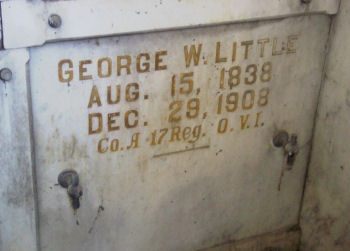 GEORGE W. LITTLE
AUG. 15, 1838
DEC. 29, 1908
Co. A 17 Reg. O.V.I.